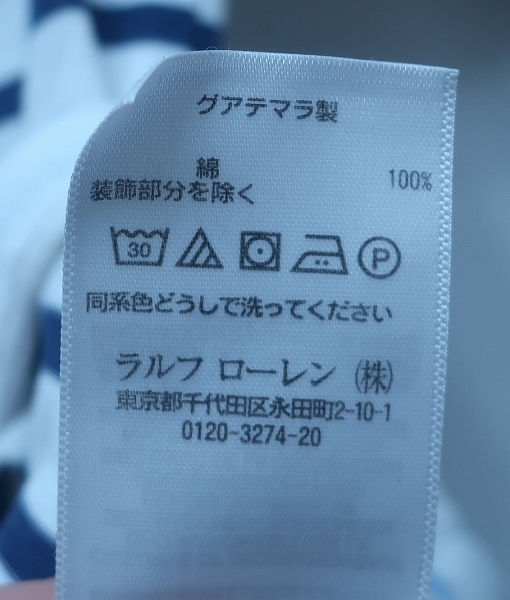 グアテマラ製
綿
100%
装飾部分を除く
30 P
同系色どうしで洗ってください
ラルフ ローレン (株)
東京都千代田区永田町2-10-1
0120-3274-20